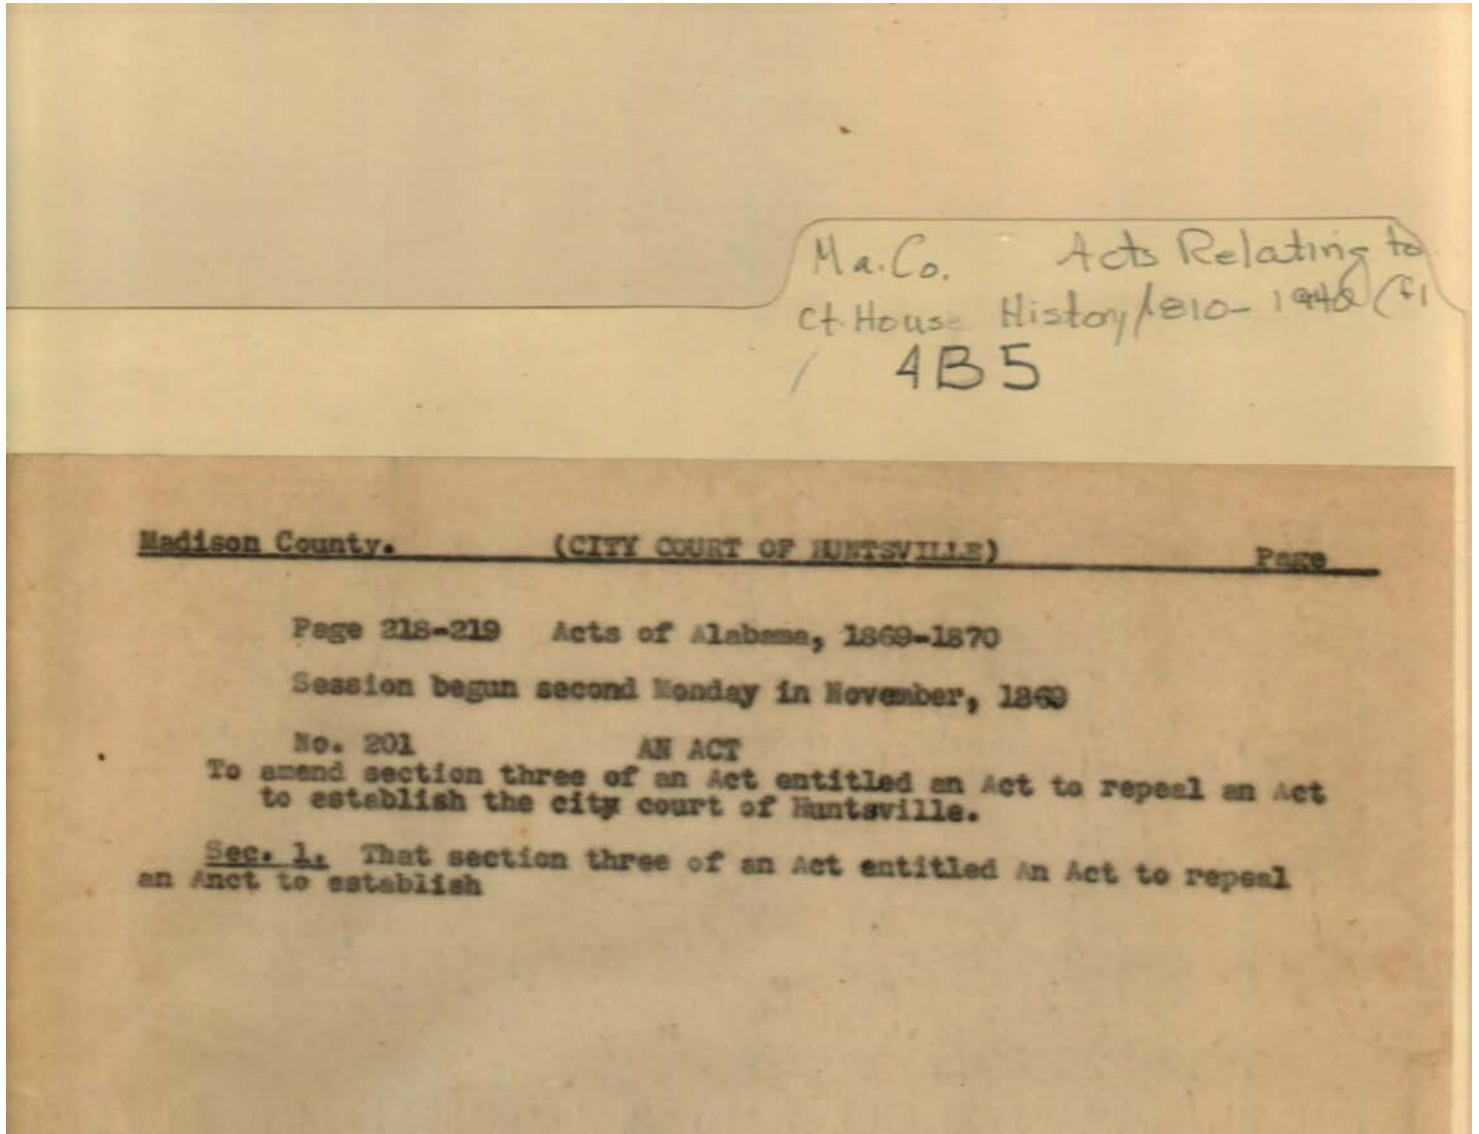 Ma.Co. Acts Relating to
Ct. House History 1810-1940 (f1
4B5
Madison County. (CITY COURT OF HUNTSVILLE) Page
Page 218-219 Acts of Alabama, 1869-1870
Session begun second Monday in November, 1869
No. 201 AN ACT
To amend section three of an Act entitled an Act to repeal an Act
to establish the city court of Huntsville.
Sec. 1. That section three of an Act entitled An Act to repeal
an Anct to establish